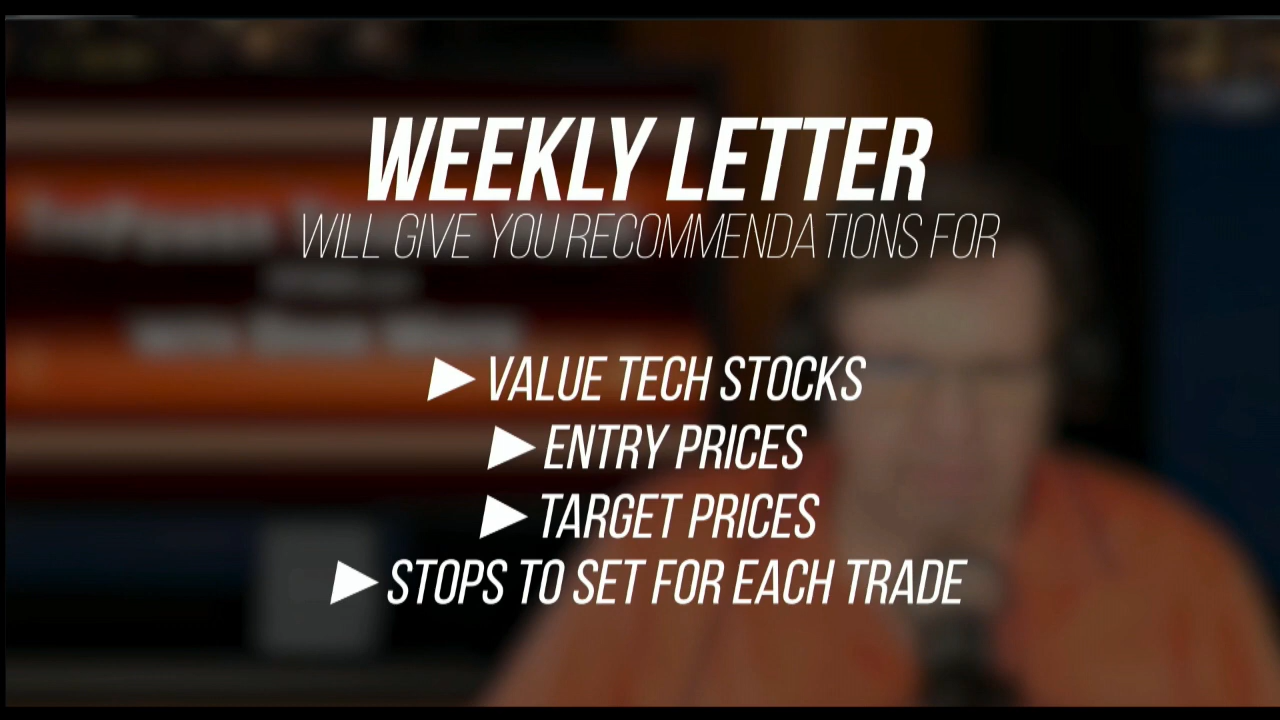 WEEKLY LETTER
WILL GIVE YOU RECOMMENDATIONS FOR
► VALUE TECH STOCKS
► ENTRY PRICES
► TARGET PRICES
► STOPS TO SET FOR EACH TRADE